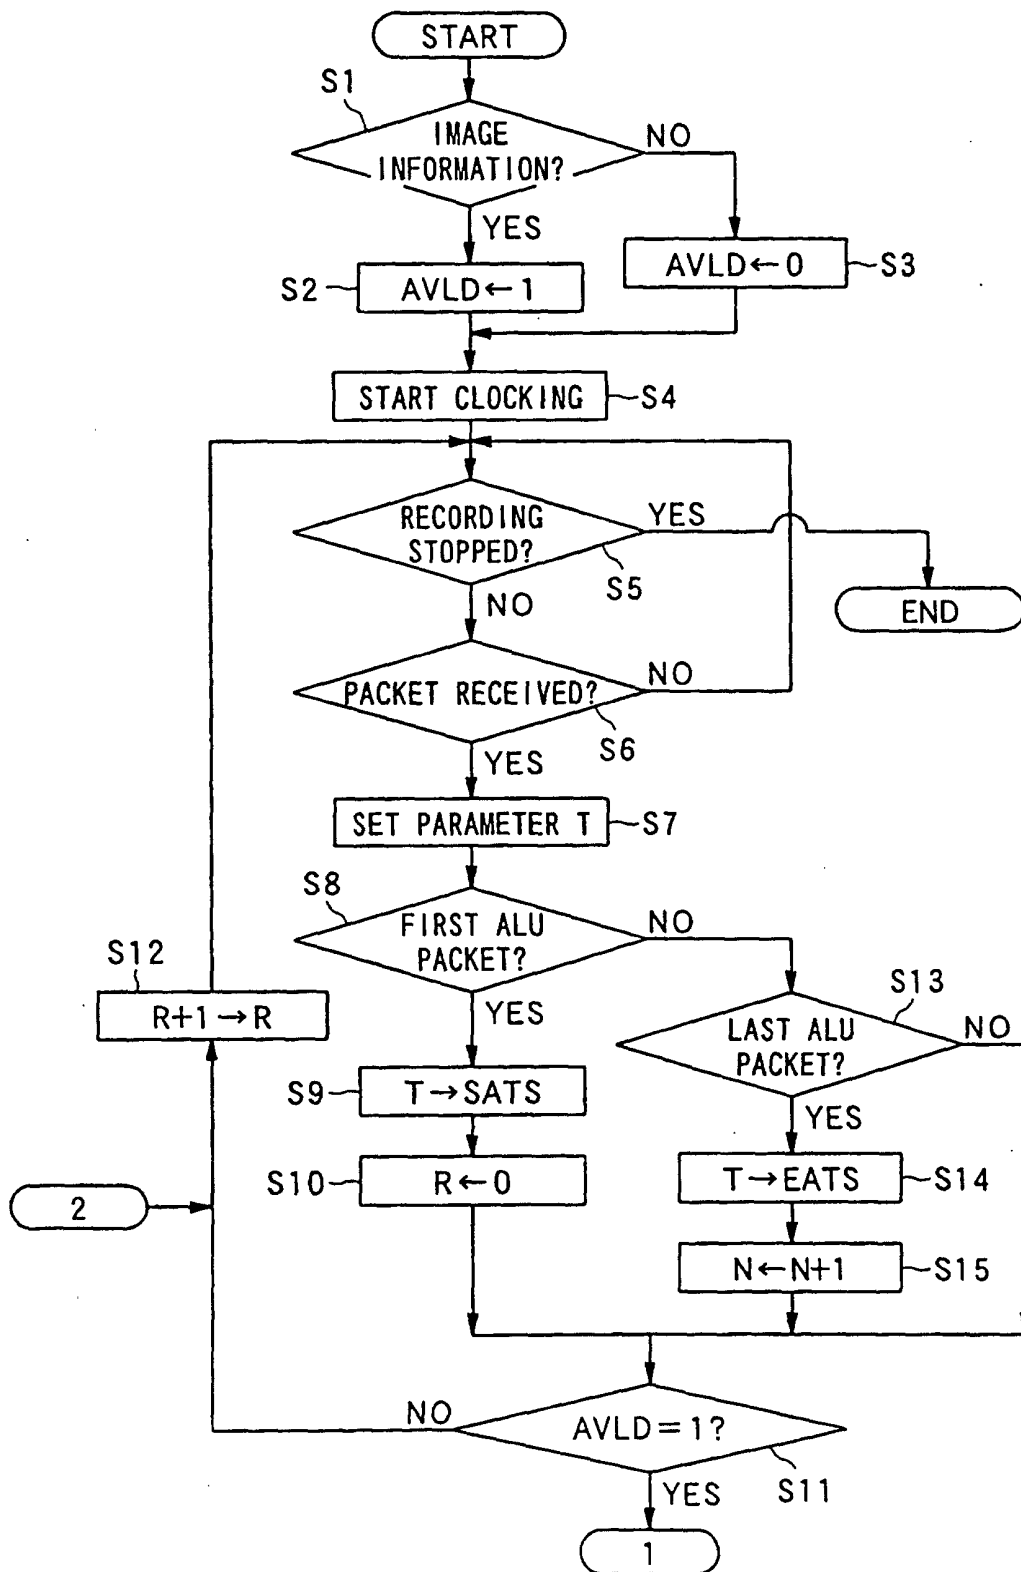 START
S1
IMAGE
INFORMATION?
NO
YES
S2
AVLD←1
AVLD←0
S3
START CLOCKING
S4
RECORDING
STOPPED?
YES
S5
NO
END
PACKET RECEIVED?
NO
S6
YES
SET PARAMETER T
S7
S8
FIRST ALU
PACKET?
NO
YES
S12
R+1→R
S13
LAST ALU
PACKET?
NO
YES
S9
T→SATS
S10
R←0
T→EATS
S14
N←N+1
S15
2
NO
AVLD=1?
S11
YES
1